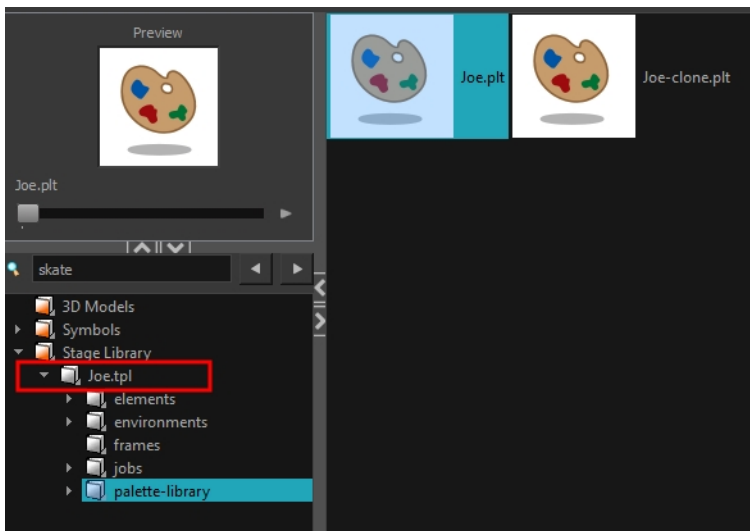 Preview
Joe.plt
skate
3D Models
Symbols
Stage Library
Joe.tpl
elements
environments
frames
jobs
palette-library
Joe.plt
Joe-clone.plt